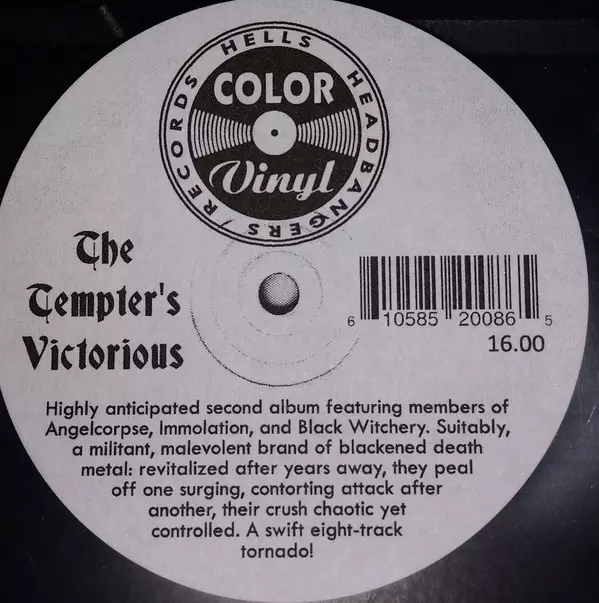 HELLS HEADBANGERS / RECORDS
COLOR
Vinyl
The
Tempter's
Victorious
6 10585 20086 5
16.00
Highly anticipated second album featuring members of
Angelcorpse, Immolation, and Black Witchery. Suitably,
a militant, malevolent brand of blackened death
metal: revitalized after years away, they peal
off one surging, contorting attack after
another, their crush chaotic yet
controlled. A swift eight-track
tornado!